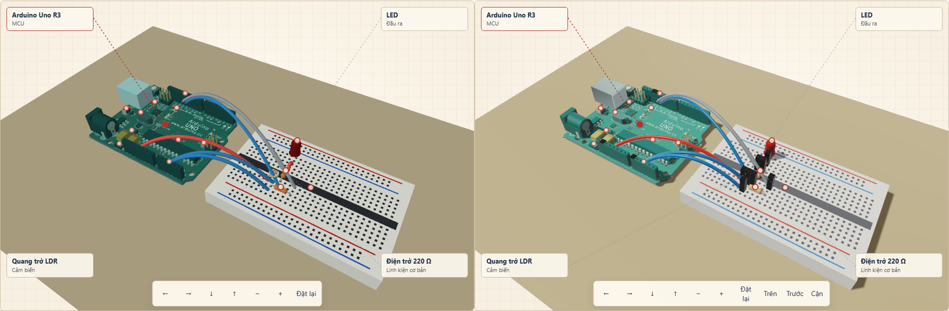 Arduino Uno R3
MCU
LED
Đầu ra
Quang trở LDR
Cảm biến
Điện trở 220 Ω
Linh kiện cơ bản
← → ↓ ↑ − + Đặt lại
Arduino Uno R3
MCU
LED
Đầu ra
Quang trở LDR
Cảm biến
Điện trở 220 Ω
Linh kiện cơ bản
← → ↓ ↑ − + Đặt lại Trên Trước Cận